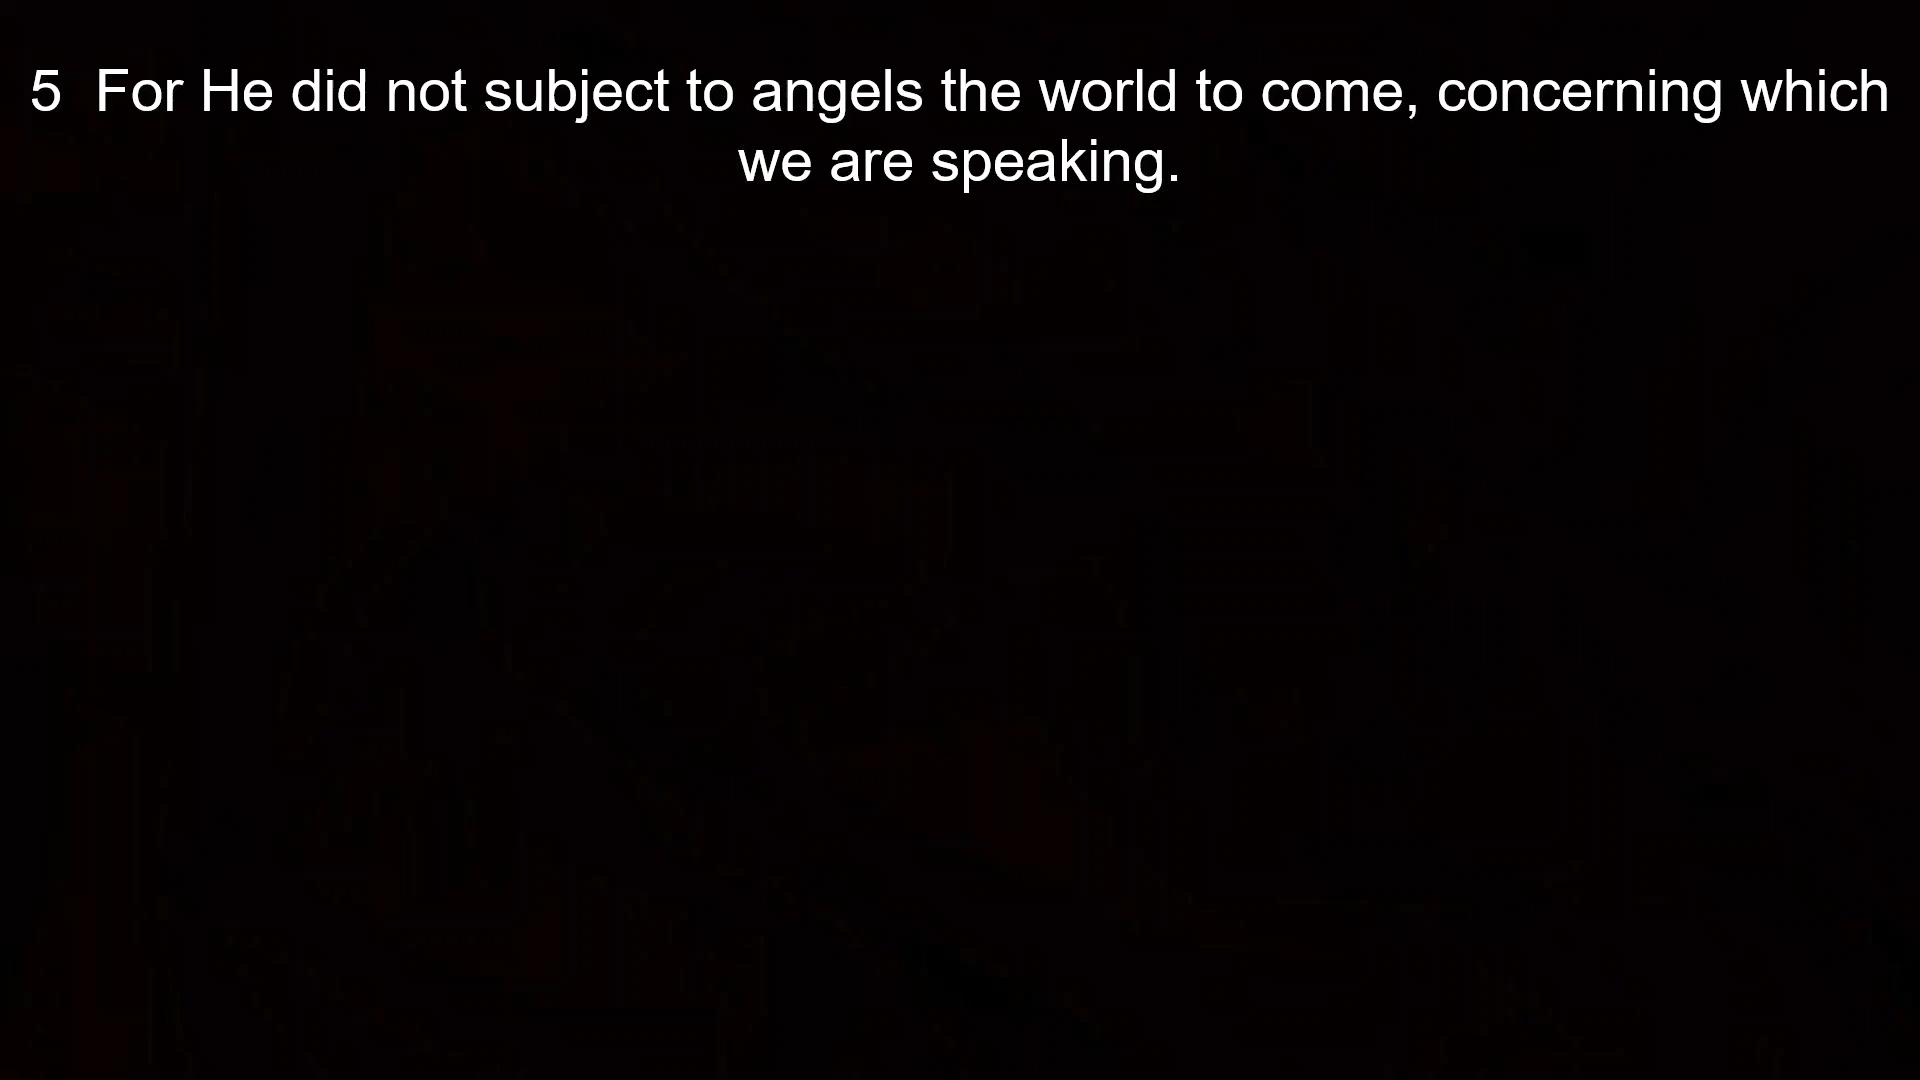 5 For He did not subject to angels the world to come, concerning which
we are speaking.